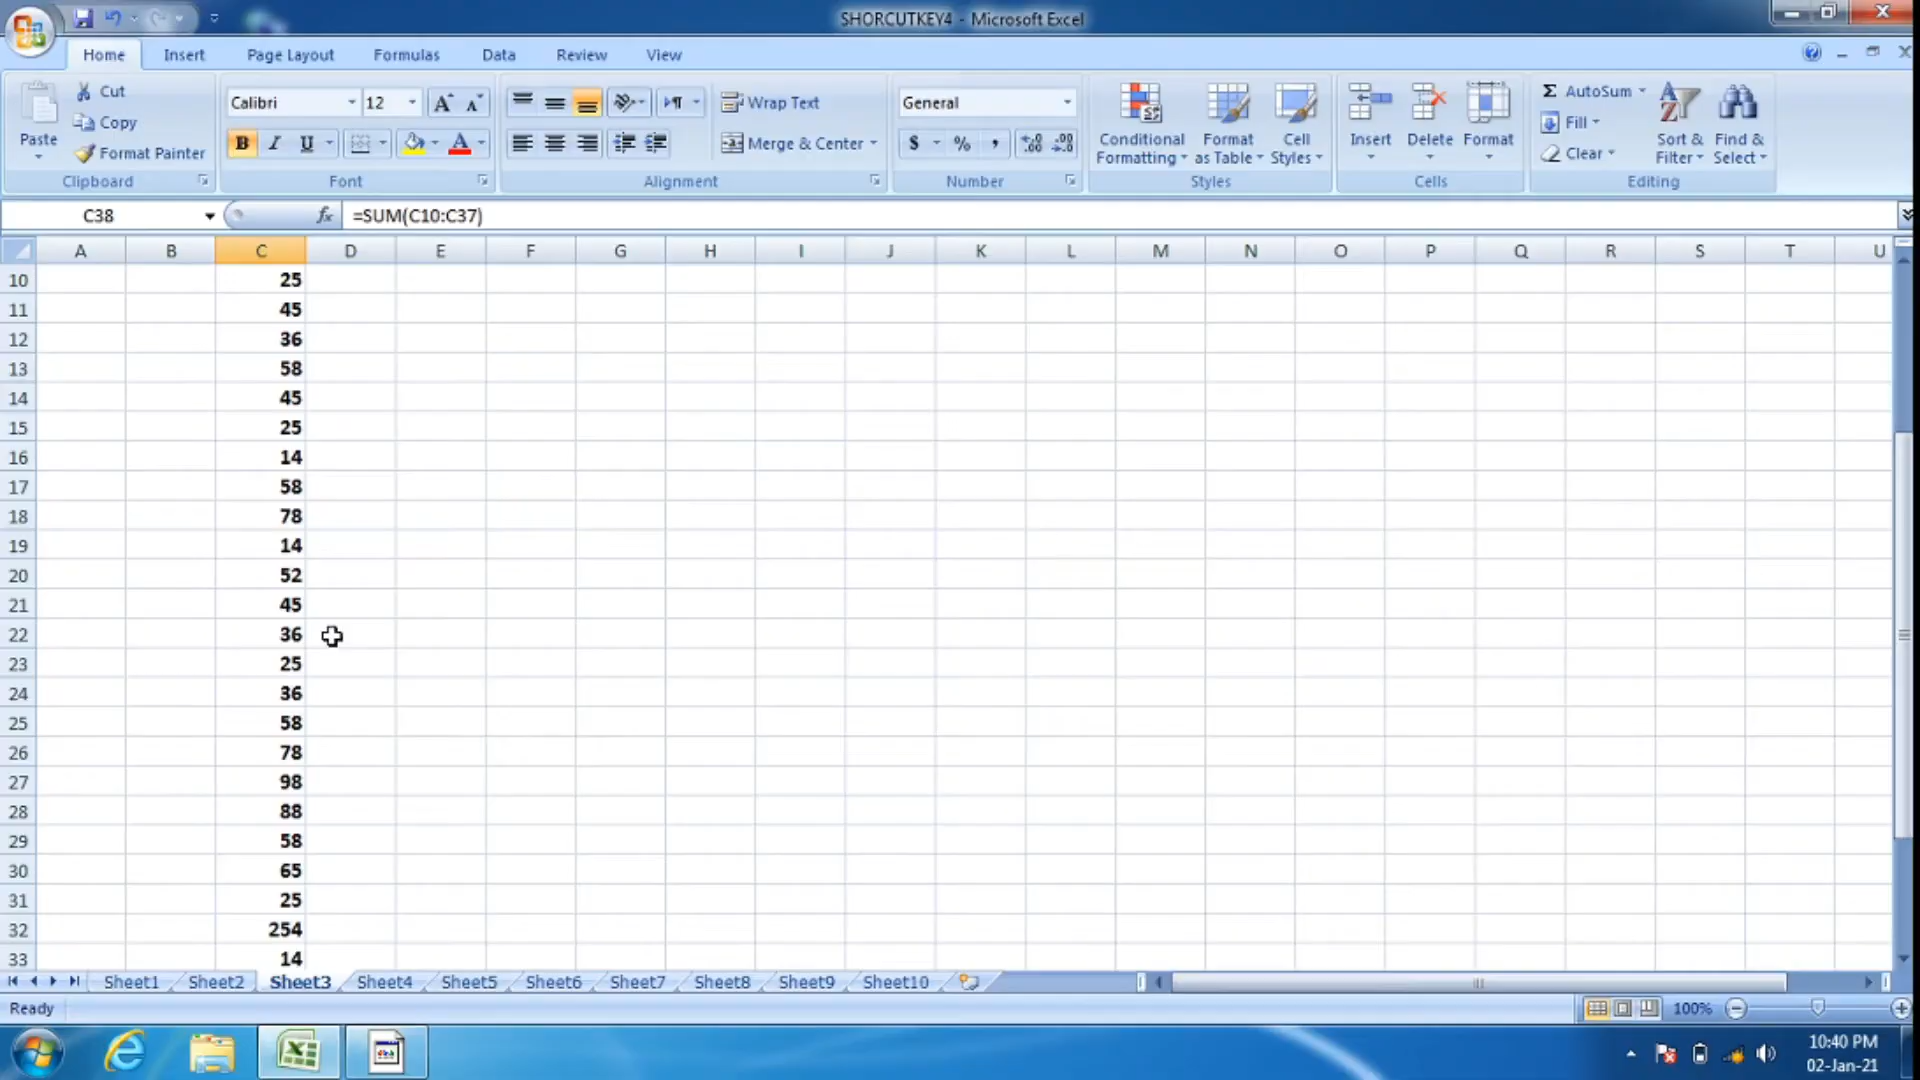 SHORCUTKEY4 - Microsoft Excel
Home Insert Page Layout Formulas Data Review View
Paste
Cut
Copy
Format Painter
Clipboard
Calibri 12
B I U
Font
Wrap Text
Merge & Center
Alignment
General
$ % ,
Number
Conditional Formatting
Format as Table
Cell Styles
Styles
Insert Delete Format
Cells
Σ AutoSum
Fill
Clear
Sort & Filter
Find & Select
Editing
C38 fx =SUM(C10:C37)
A B C D E F G H I J K L M N O P Q R S T U
10 25
11 45
12 36
13 58
14 45
15 25
16 14
17 58
18 78
19 14
20 52
21 45
22 36
23 25
24 36
25 58
26 78
27 98
28 88
29 58
30 65
31 25
32 254
33 14
Sheet1 Sheet2 Sheet3 Sheet4 Sheet5 Sheet6 Sheet7 Sheet8 Sheet9 Sheet10
Ready 100%
10:40 PM
02-Jan-21